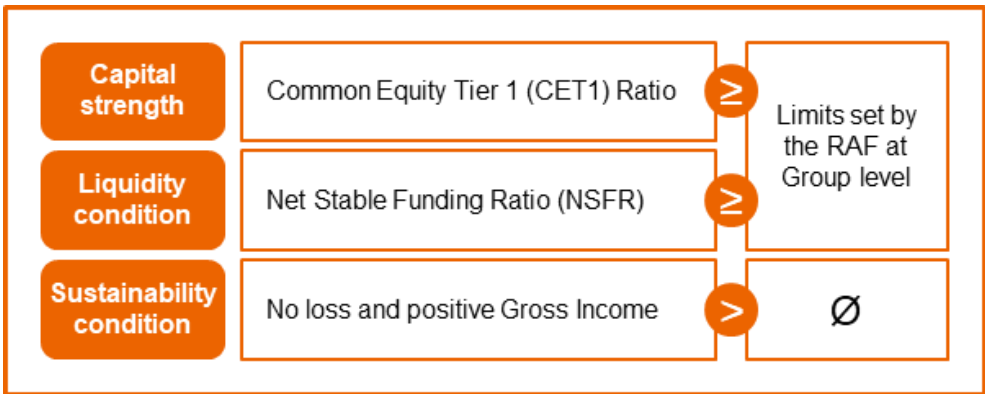 Capital
strength
Common Equity Tier 1 (CET1) Ratio
≥
Limits set by
the RAF at
Group level
Liquidity
condition
Net Stable Funding Ratio (NSFR)
≥
Sustainability
condition
No loss and positive Gross Income
>
Ø